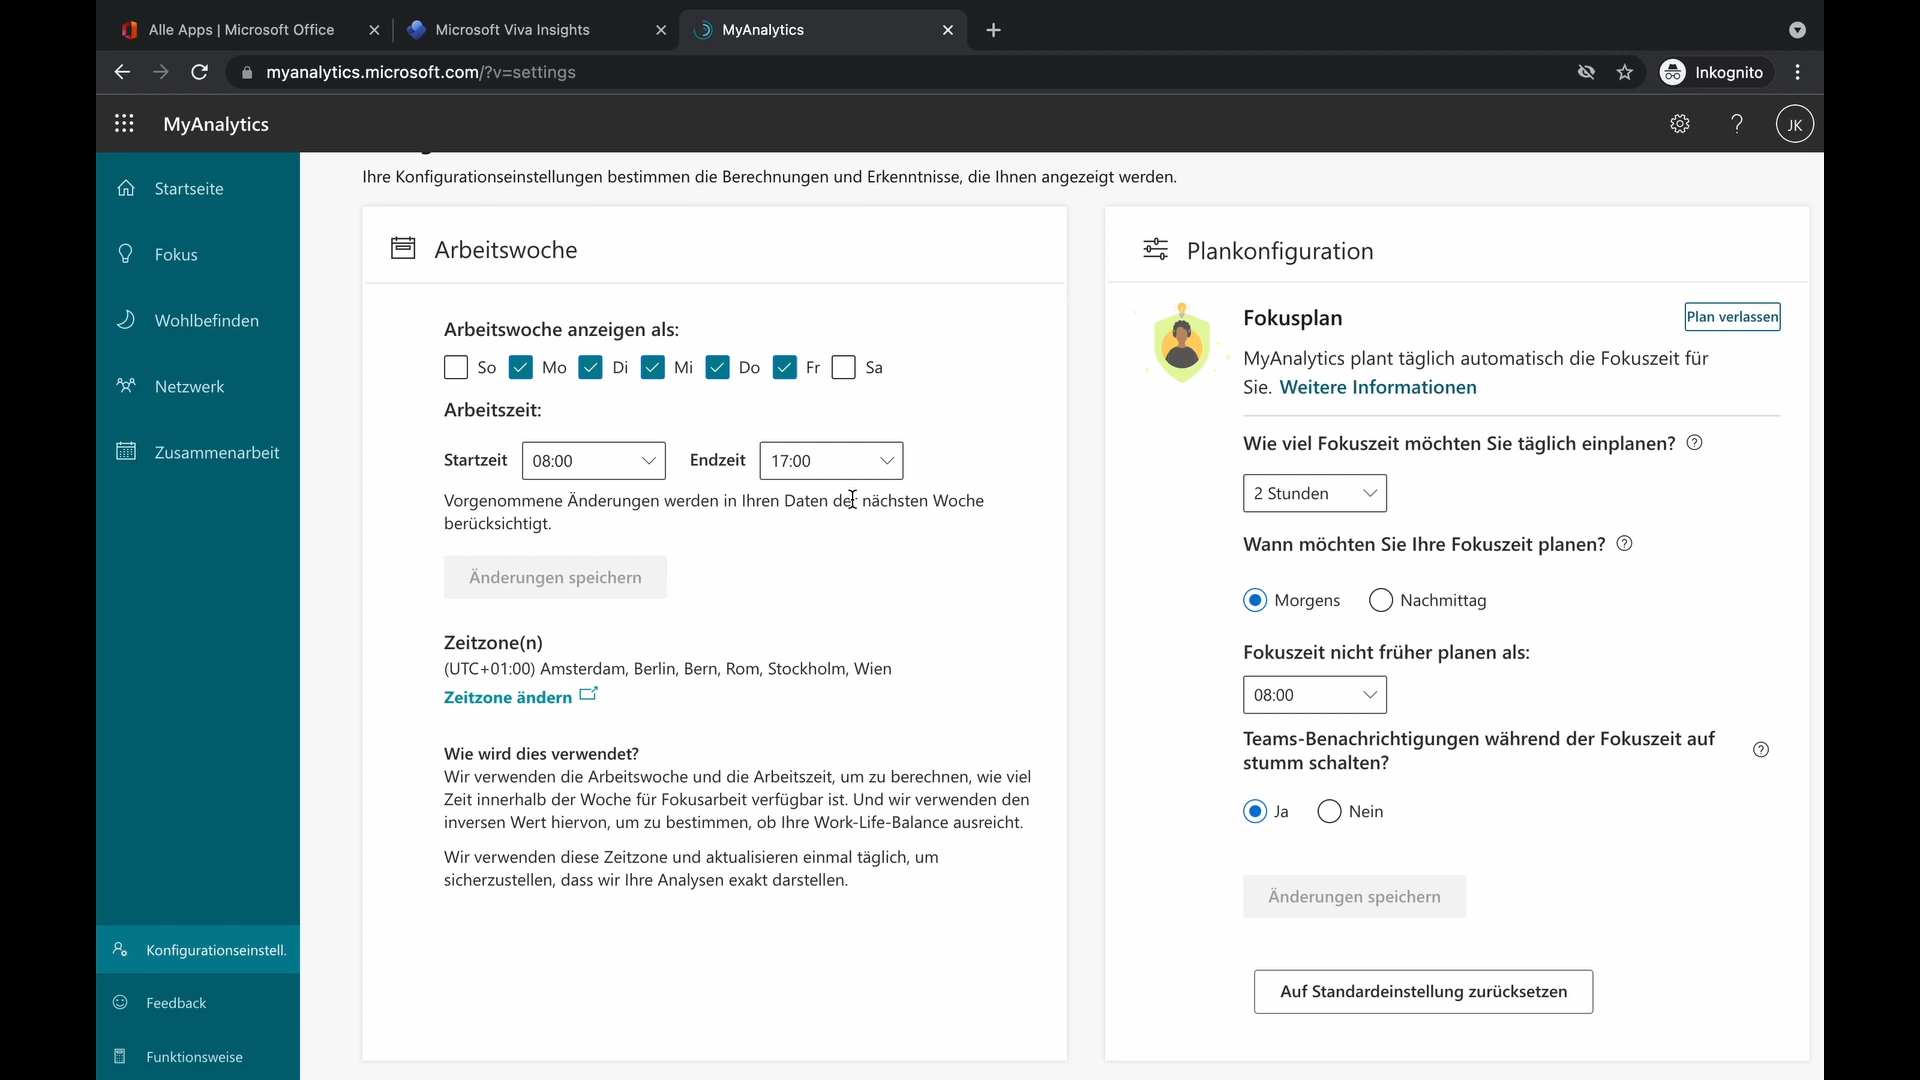 Alle Apps | Microsoft Office
Microsoft Viva Insights
MyAnalytics
myanalytics.microsoft.com/?v=settings
Inkognito
MyAnalytics
JK
Startseite
Fokus
Wohlbefinden
Netzwerk
Zusammenarbeit
Konfigurationseinstell.
Feedback
Funktionsweise
Ihre Konfigurationseinstellungen bestimmen die Berechnungen und Erkenntnisse, die Ihnen angezeigt werden.
Arbeitswoche
Arbeitswoche anzeigen als:
So Mo Di Mi Do Fr Sa
Arbeitszeit:
Startzeit 08:00 Endzeit 17:00
Vorgenommene Änderungen werden in Ihren Daten der nächsten Woche
berücksichtigt.
Änderungen speichern
Zeitzone(n)
(UTC+01:00) Amsterdam, Berlin, Bern, Rom, Stockholm, Wien
Zeitzone ändern
Wie wird dies verwendet?
Wir verwenden die Arbeitswoche und die Arbeitszeit, um zu berechnen, wie viel
Zeit innerhalb der Woche für Fokusarbeit verfügbar ist. Und wir verwenden den
inversen Wert hiervon, um zu bestimmen, ob Ihre Work-Life-Balance ausreicht.
Wir verwenden diese Zeitzone und aktualisieren einmal täglich, um
sicherzustellen, dass wir Ihre Analysen exakt darstellen.
Plankonfiguration
Fokusplan
Plan verlassen
MyAnalytics plant täglich automatisch die Fokuszeit für
Sie. Weitere Informationen
Wie viel Fokuszeit möchten Sie täglich einplanen?
2 Stunden
Wann möchten Sie Ihre Fokuszeit planen?
Morgens Nachmittag
Fokuszeit nicht früher planen als:
08:00
Teams-Benachrichtigungen während der Fokuszeit auf
stumm schalten?
Ja Nein
Änderungen speichern
Auf Standardeinstellung zurücksetzen